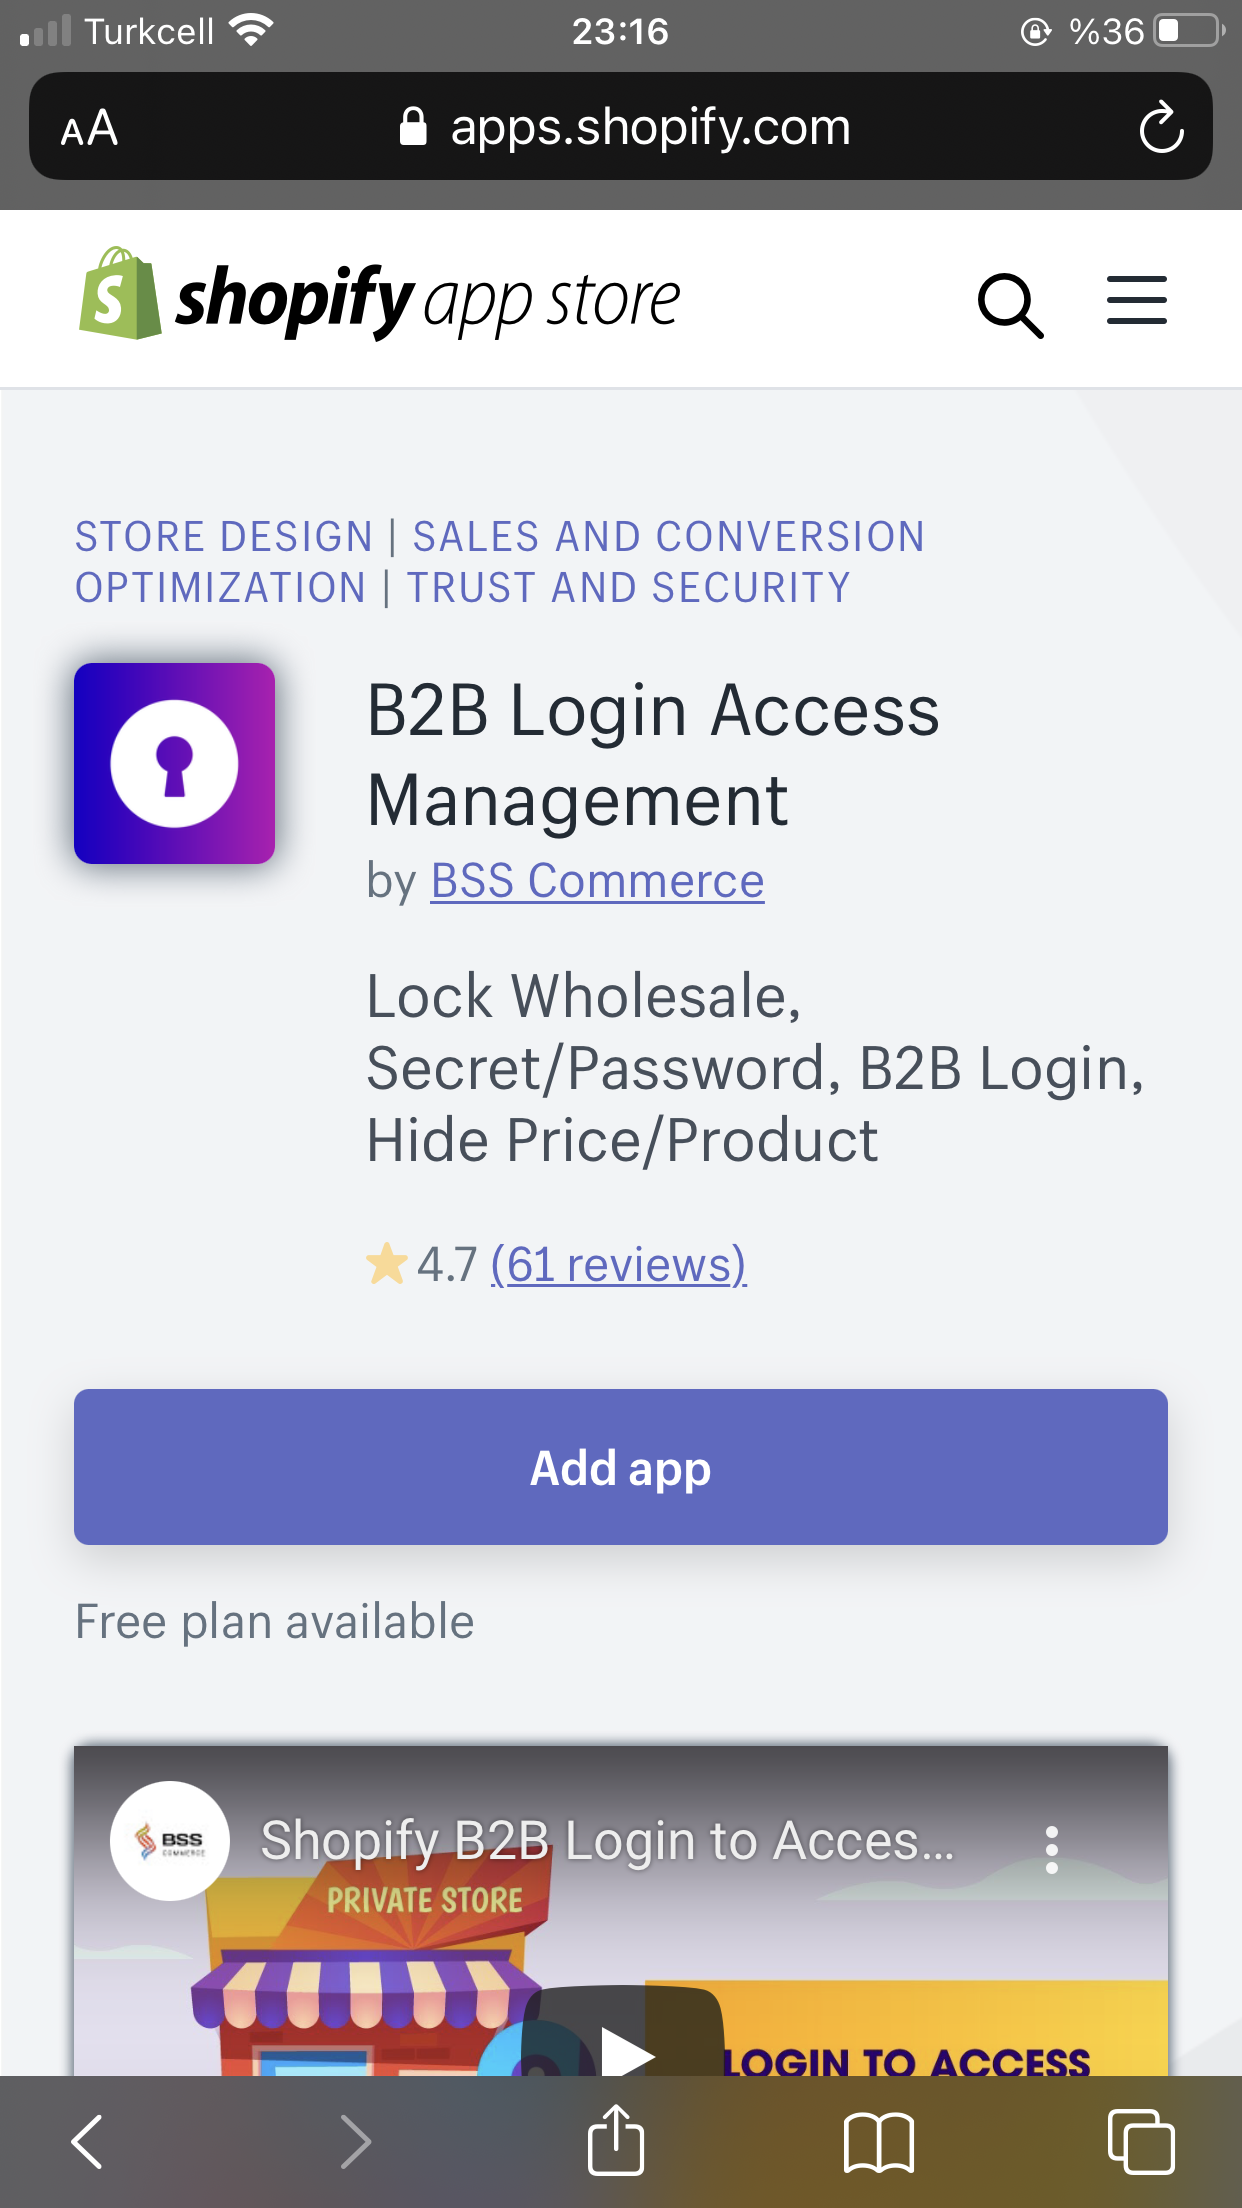 Turkcell 23:16 %36
AA apps.shopify.com
shopify app store
STORE DESIGN | SALES AND CONVERSION
OPTIMIZATION | TRUST AND SECURITY
B2B Login Access
Management
by BSS Commerce
Lock Wholesale,
Secret/Password, B2B Login,
Hide Price/Product
4.7 (61 reviews)
Add app
Free plan available
BSS
COMMERCE
Shopify B2B Login to Acces...
PRIVATE STORE
LOGIN TO ACCESS